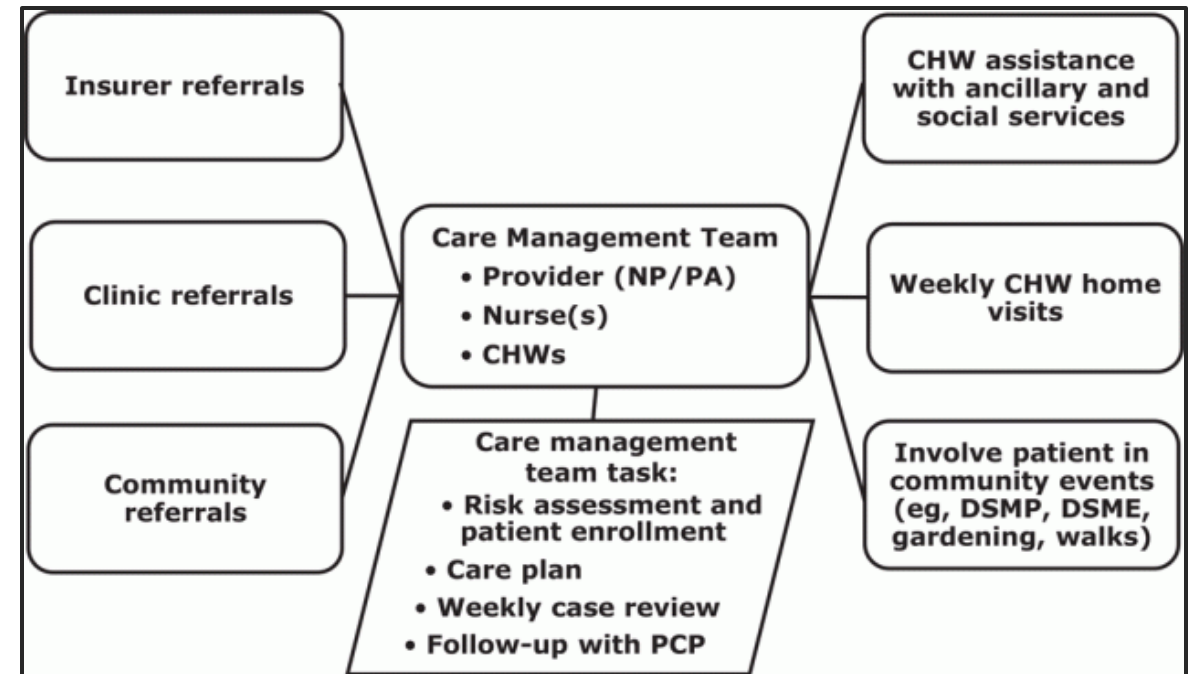 Insurer referrals
Clinic referrals
Community
referrals
Care Management Team
• Provider (NP/PA)
• Nurse(s)
• CHWs
Care management
team task:
• Risk assessment and
patient enrollment
• Care plan
• Weekly case review
• Follow-up with PCP
CHW assistance
with ancillary and
social services
Weekly CHW home
visits
Involve patient in
community events
(eg, DSMP, DSME,
gardening, walks)